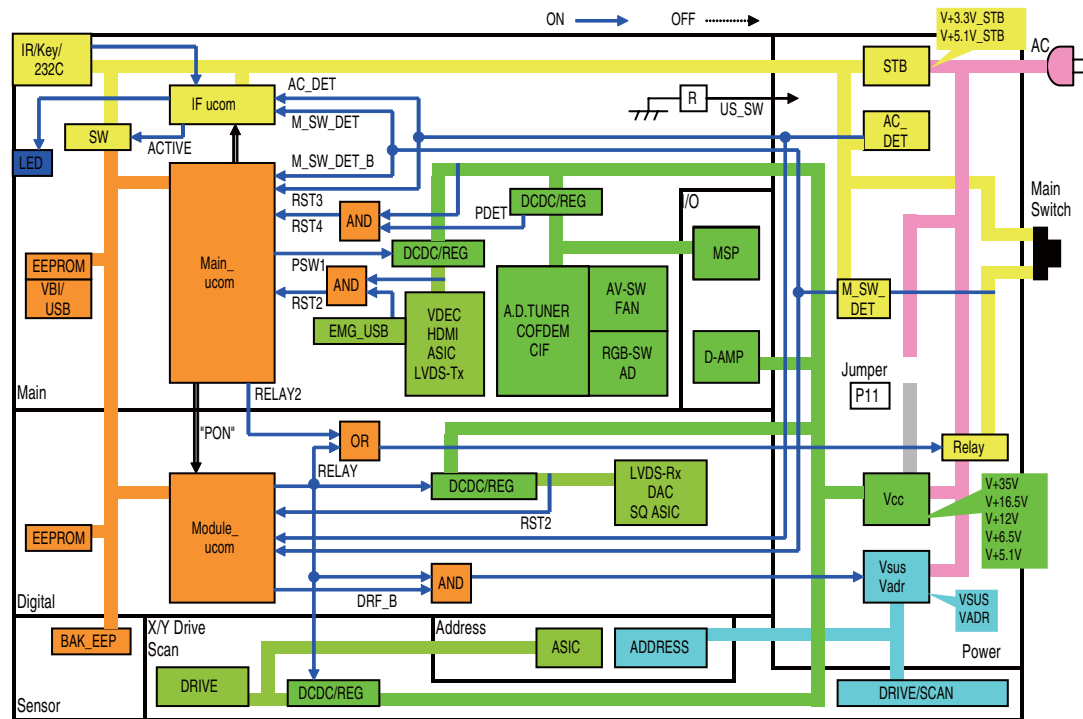 ON
OFF
IR/Key/
232C
V+3.3V_STB
V+5.1V_STB
AC
STB
IF ucom
AC_DET
R
US_SW
M_SW_DET
SW
ACTIVE
AC_
DET
LED
M_SW_DET_B
Main
Switch
RST3
RST4
AND
PDET
DCDC/REG
I/O
DCDC/REG
MSP
EEPROM
VBI/
USB
Main_
ucom
PSW1
RST2
AND
M_SW_
DET
EMG_USB
VDEC
HDMI
ASIC
LVDS-Tx
A.D.TUNER
COFDEM
CIF
AV-SW
FAN
RGB-SW
AD
D-AMP
Jumper
P11
Main
RELAY2
"PON"
OR
RELAY
Relay
DCDC/REG
LVDS-Rx
DAC
SQ ASIC
RST2
Vcc
V+35V
V+16.5V
V+12V
V+6.5V
V+5.1V
EEPROM
Module_
ucom
AND
DRF_B
Vsus
Vadr
VSUS
VADR
Digital
BAK_EEP
X/Y Drive
Scan
Address
ASIC
ADDRESS
Power
DRIVE
DCDC/REG
DRIVE/SCAN
Sensor